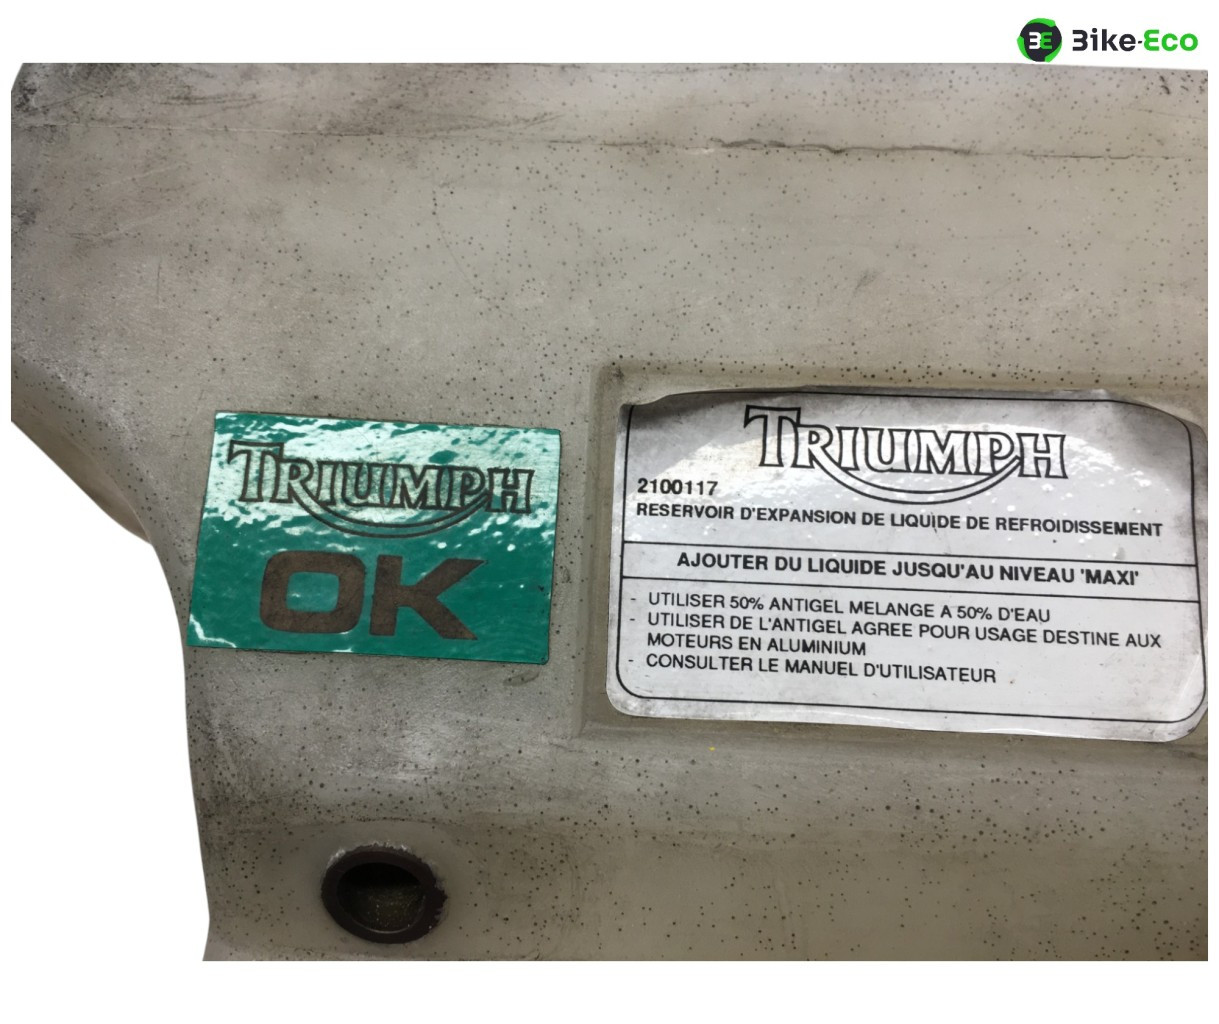 Bike-Eco
TRIUMPH
OK
TRIUMPH
2100117
RESERVOIR D'EXPANSION DE LIQUIDE DE REFROIDISSEMENT
AJOUTER DU LIQUIDE JUSQU'AU NIVEAU 'MAXI'
- UTILISER 50% ANTIGEL MELANGE A 50% D'EAU
- UTILISER DE L'ANTIGEL AGREE POUR USAGE DESTINE AUX
MOTEURS EN ALUMINIUM
- CONSULTER LE MANUEL D'UTILISATEUR